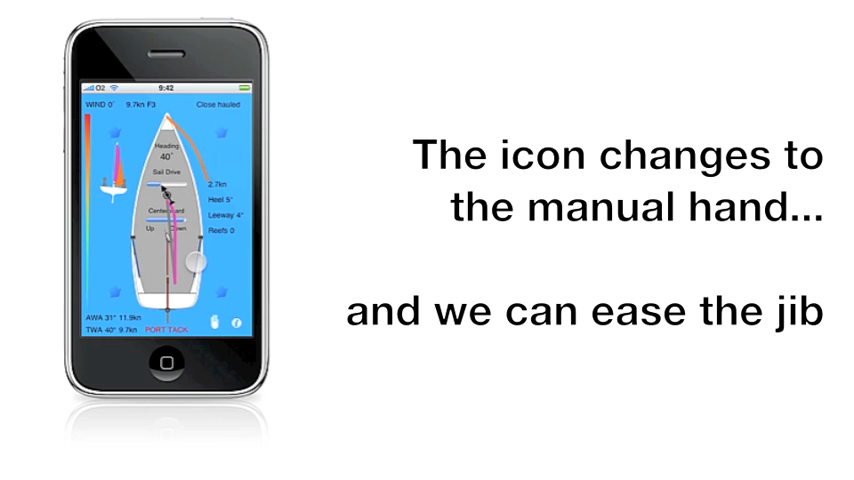 O2 9:42
WIND 0° 9.7kn F3 Close hauled
Heading
40°
Sail Drive
2.7kn
Heel 5°
Leeway 4°
Reefs 0
Up Down
AWA 31° 11.9kn
TWA 40° 9.7kn PORT TACK
The icon changes to
the manual hand...
and we can ease the jib